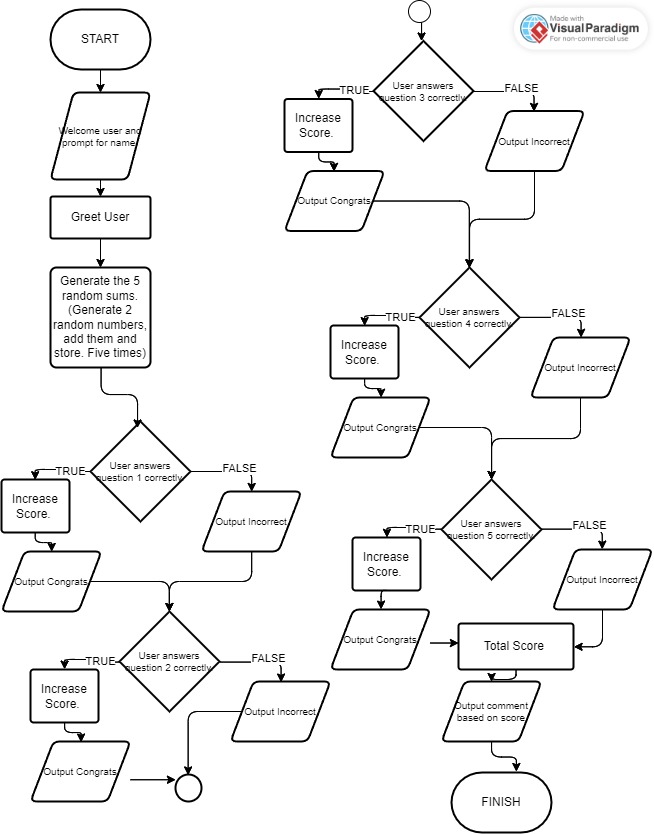 START
Welcome user and
prompt for name
Greet User
Generate the 5
random sums.
(Generate 2
random numbers,
add them and
store. Five times)
User answers
question 1 correctly
TRUE
FALSE
Increase
Score.
Output Congrats
Output Incorrect
User answers
question 2 correctly
TRUE
FALSE
Increase
Score.
Output Congrats
Output Incorrect
Made with
VisualParadigm
For non-commercial use
User answers
question 3 correctly
TRUE
FALSE
Increase
Score.
Output Congrats
Output Incorrect
User answers
question 4 correctly
TRUE
FALSE
Increase
Score.
Output Congrats
Output Incorrect
User answers
question 5 correctly
TRUE
FALSE
Increase
Score.
Output Congrats
Output Incorrect
Total Score
Output comment
based on score
FINISH